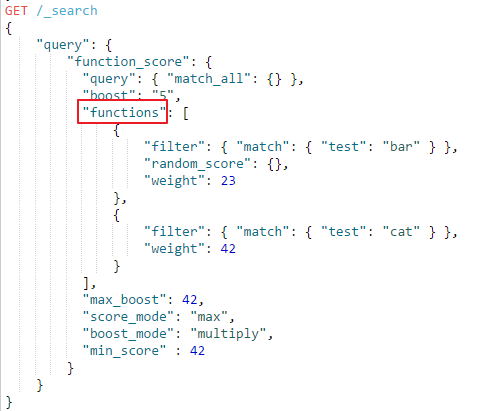 GET /_search
{
    "query": {
        "function_score": {
          "query": { "match_all": {} },
          "boost": "5",
          "functions": [
              {
                  "filter": { "match": { "test": "bar" } },
                  "random_score": {},
                  "weight": 23
              },
              {
                  "filter": { "match": { "test": "cat" } },
                  "weight": 42
              }
          ],
          "max_boost": 42,
          "score_mode": "max",
          "boost_mode": "multiply",
          "min_score" : 42
        }
    }
}